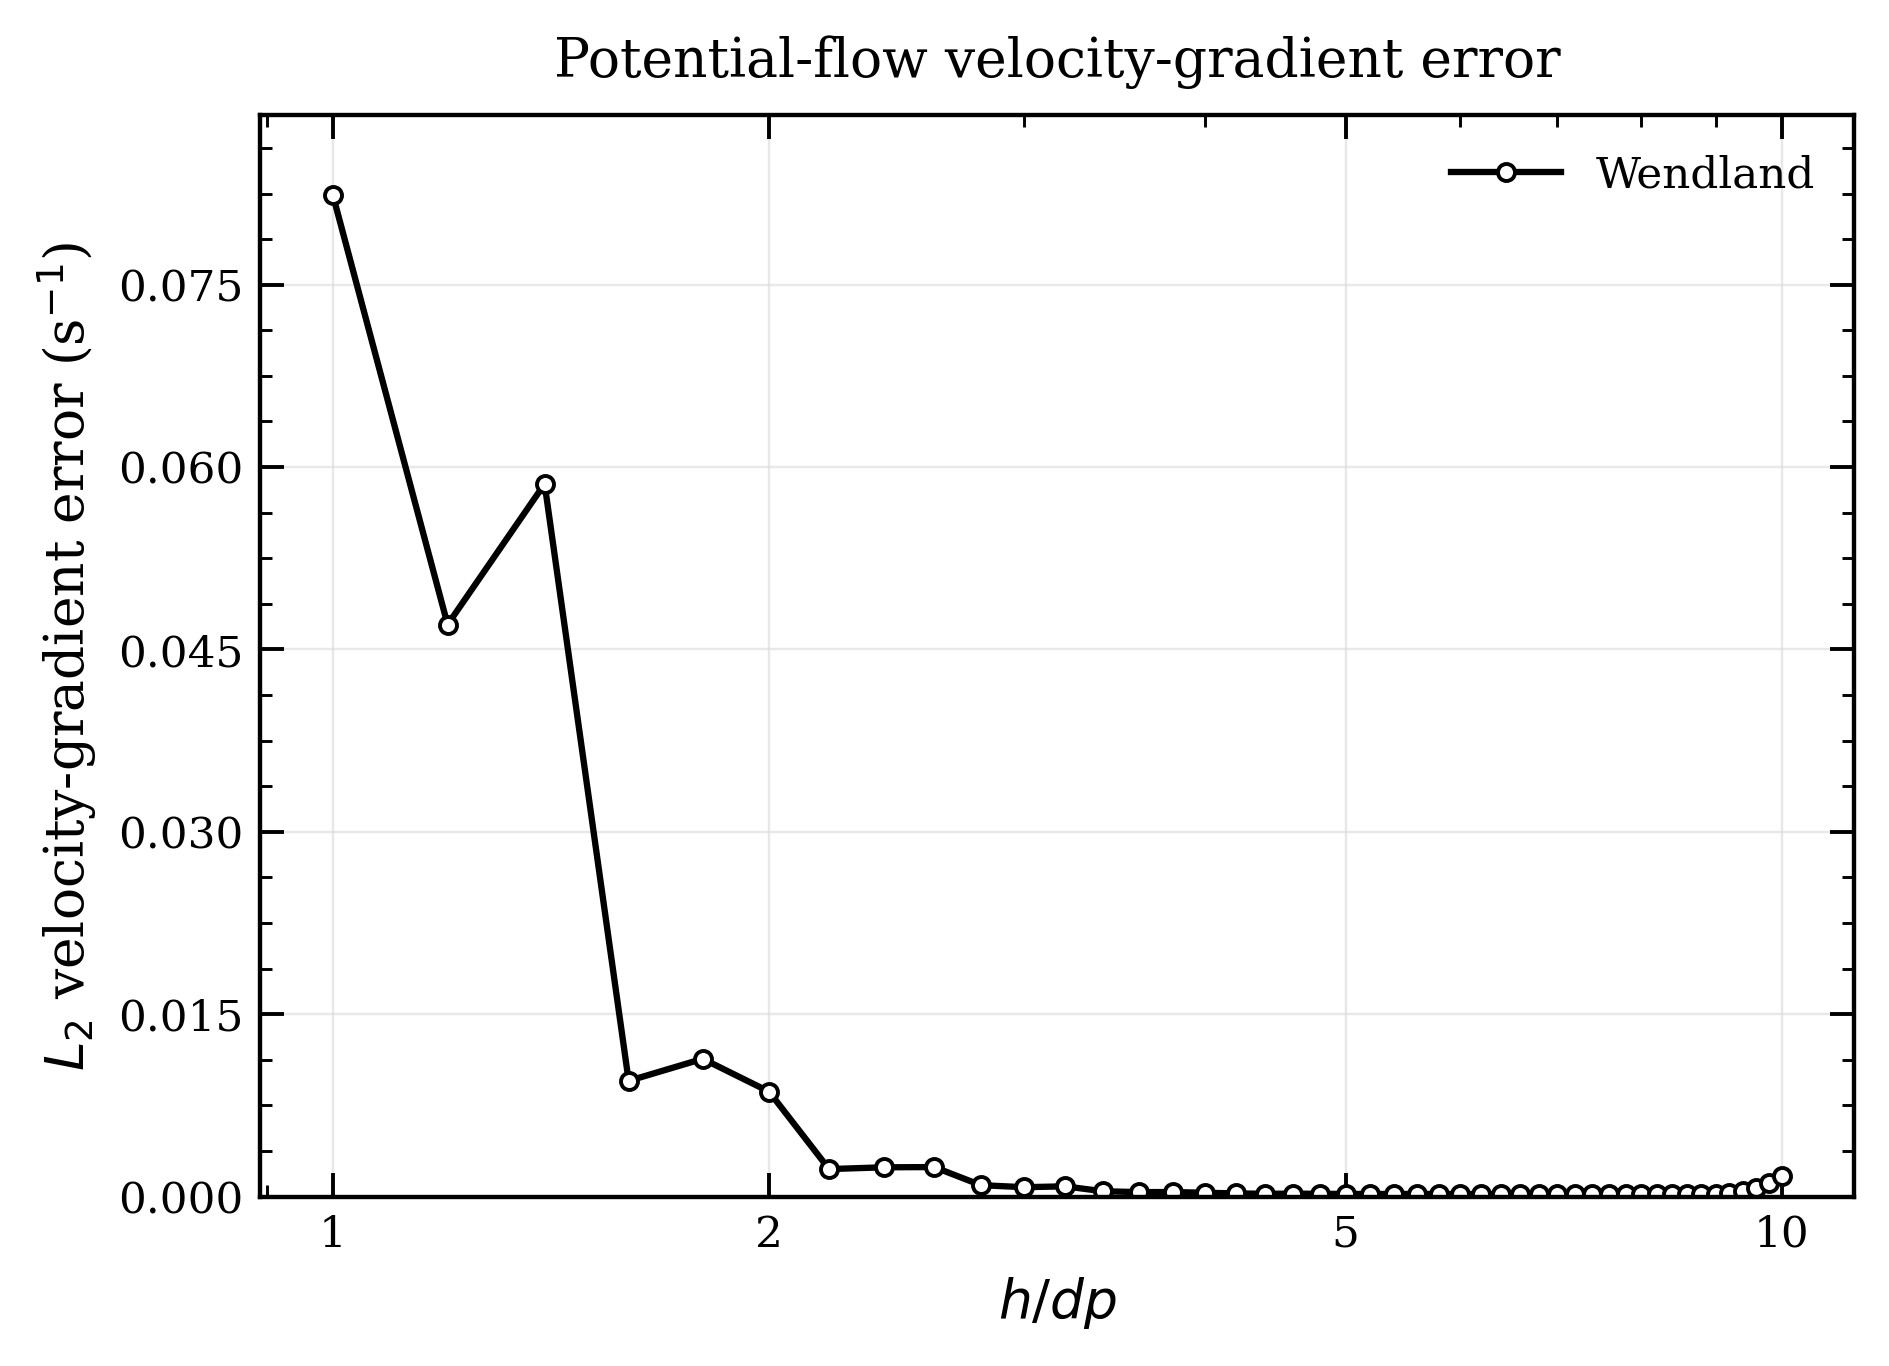 Potential-flow velocity-gradient error
Wendland
L₂ velocity-gradient error (s⁻¹)
0.075
0.060
0.045
0.030
0.015
0.000
1 2 5 10
h/dp